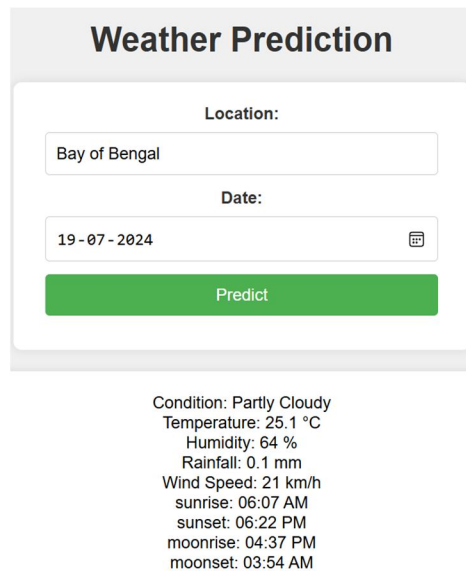 Weather Prediction
Location:
Bay of Bengal
Date:
19-07-2024
Predict
Condition: Partly Cloudy
Temperature: 25.1 °C
Humidity: 64 %
Rainfall: 0.1 mm
Wind Speed: 21 km/h
sunrise: 06:07 AM
sunset: 06:22 PM
moonrise: 04:37 PM
moonset: 03:54 AM